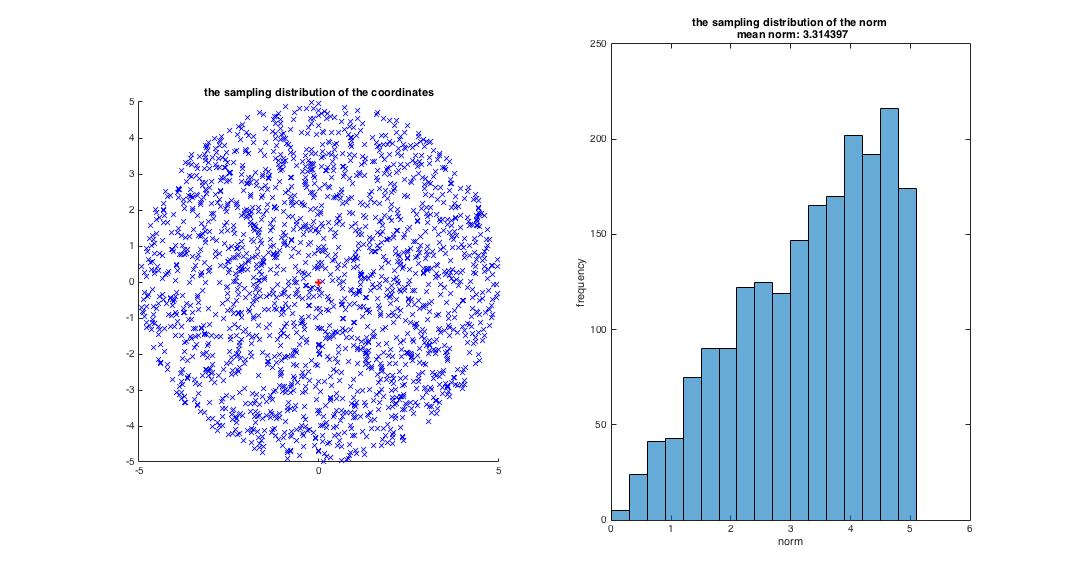 the sampling distribution of the coordinates
5
4
3
2
1
0
-1
-2
-3
-4
-5
-5 0 5
the sampling distribution of the norm
mean norm: 3.314397
250
200
150
100
50
0
frequency
0 1 2 3 4 5 6
norm